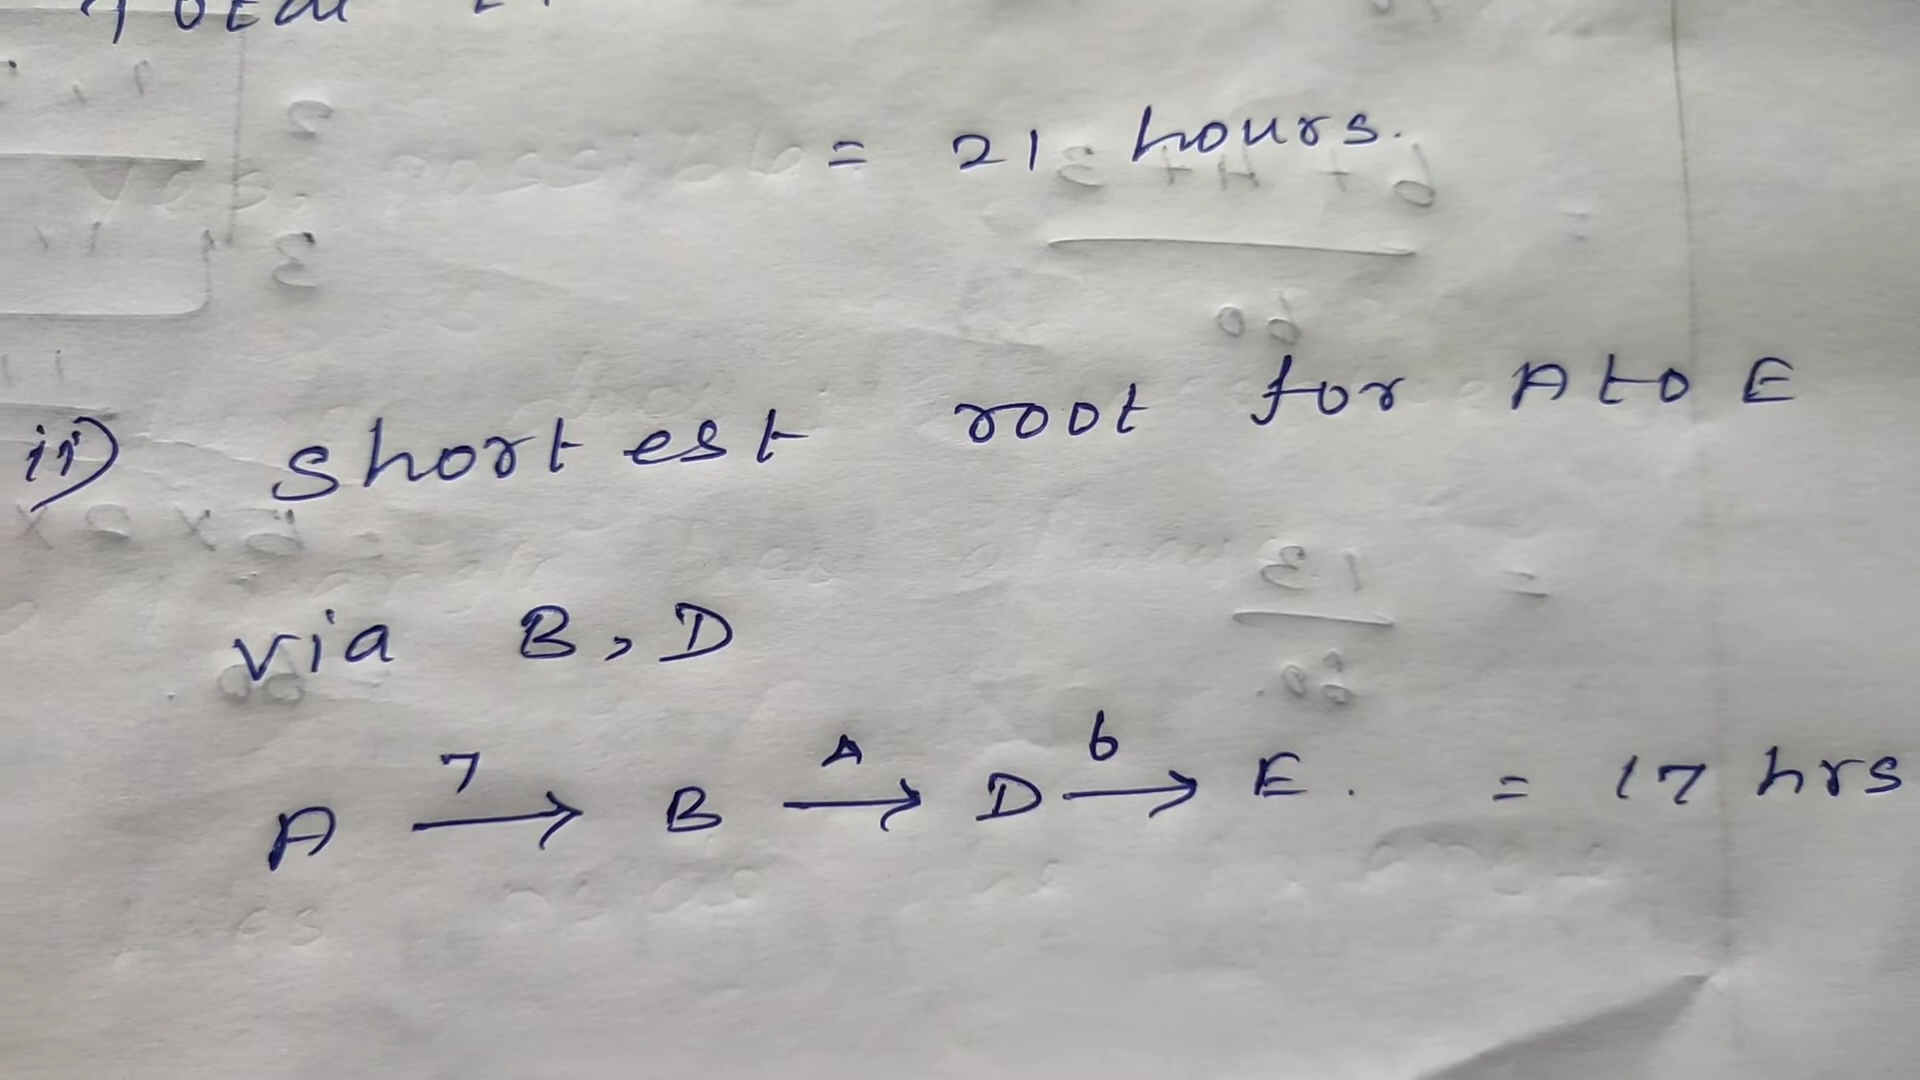 = 21 hours.
ii) shortest root for A to E
via B, D
A 7→ B 4→ D 6→ E. = 17 hrs